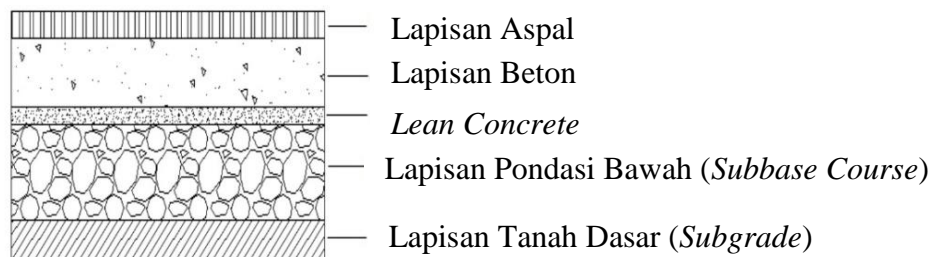 Lapisan Aspal
Lapisan Beton
Lean Concrete
Lapisan Pondasi Bawah (Subbase Course)
Lapisan Tanah Dasar (Subgrade)